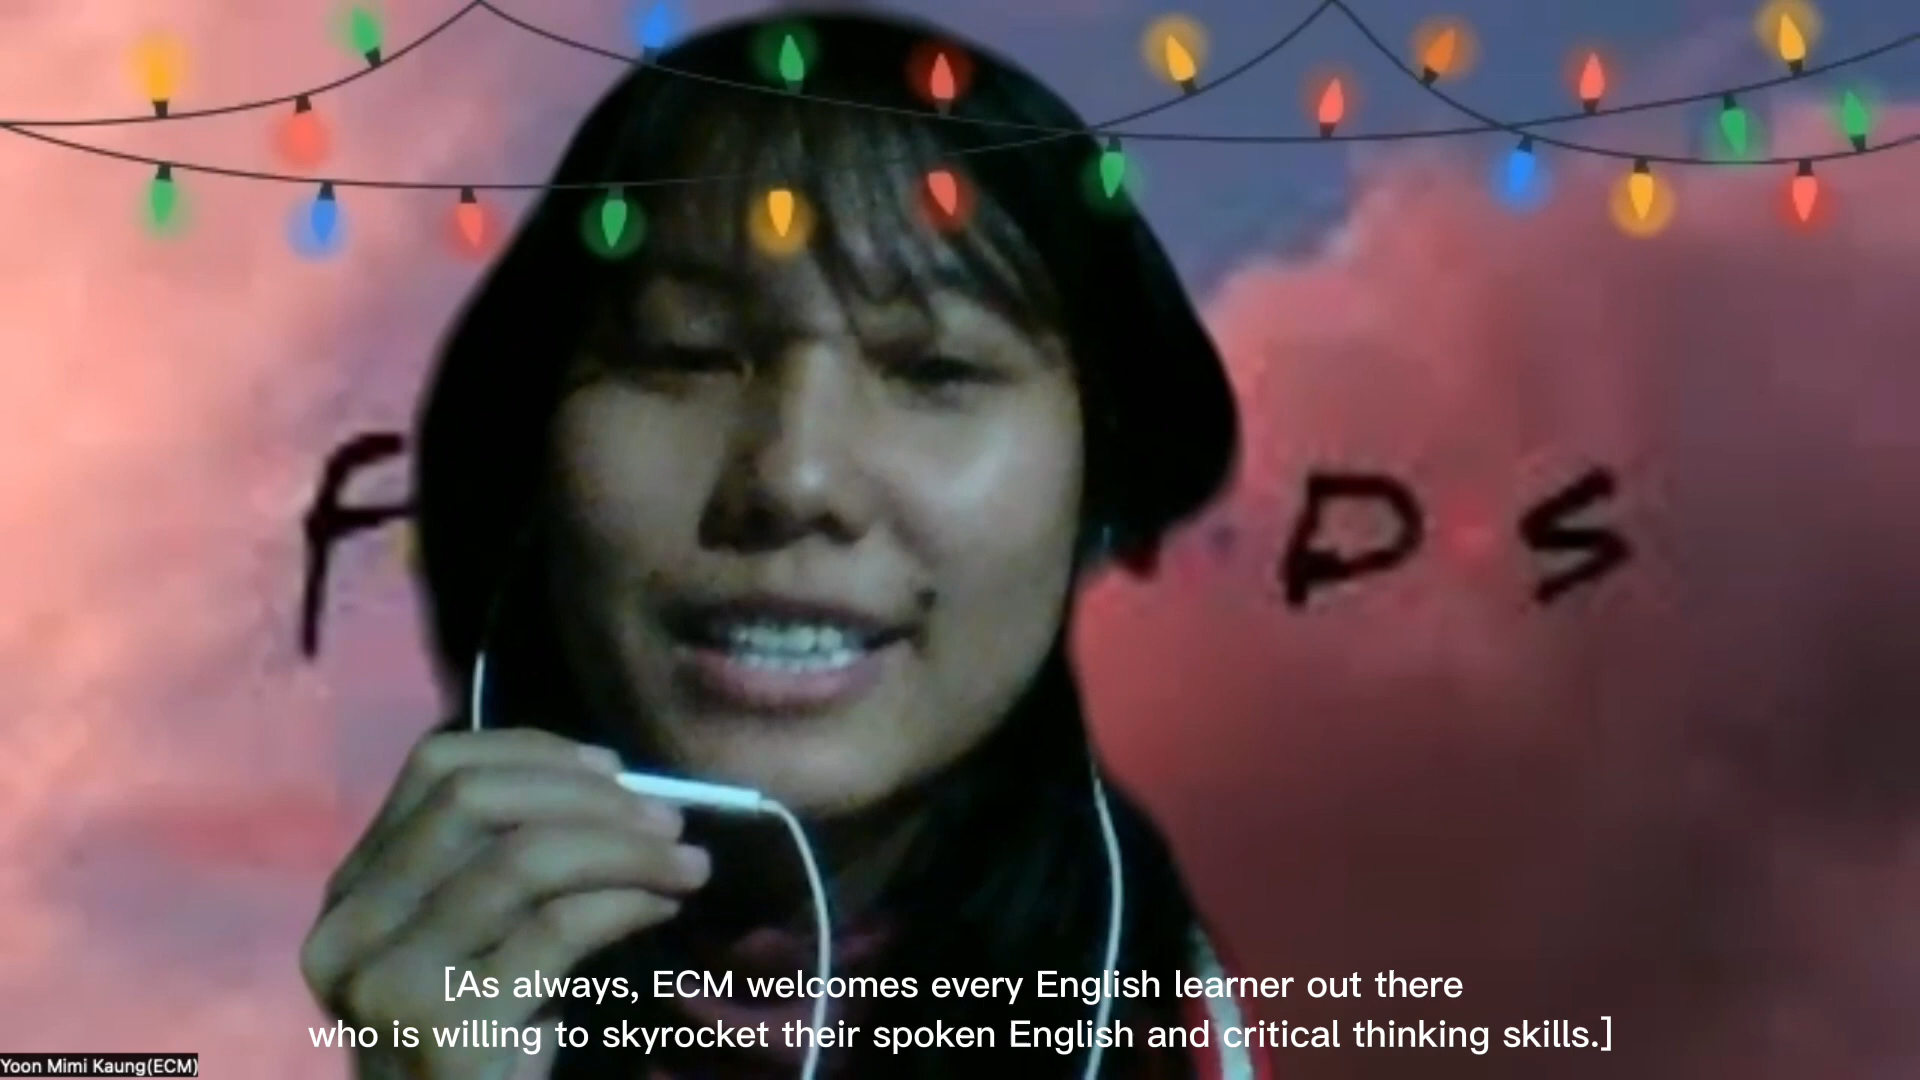 F P S
[As always, ECM welcomes every English learner out there
who is willing to skyrocket their spoken English and critical thinking skills.]
Yoon Mimi Kaung(ECM)